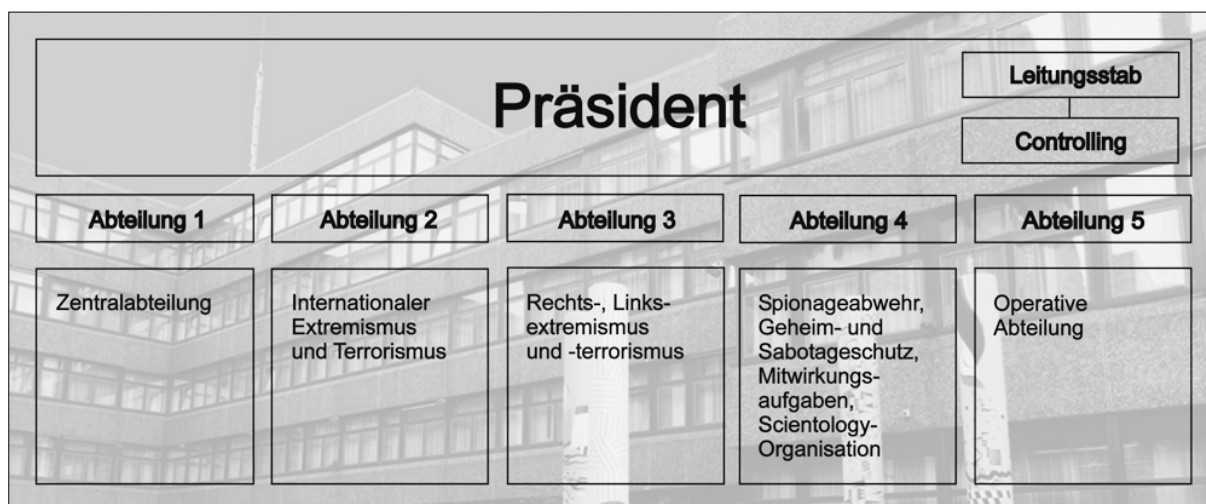 Präsident
Leitungsstab
Controlling
Abteilung 1
Abteilung 2
Abteilung 3
Abteilung 4
Abteilung 5
Zentralabteilung
Internationaler
Extremismus
und Terrorismus
Rechts-, Links-
extremismus
und -terrorismus
Spionageabwehr,
Geheim- und
Sabotageschutz,
Mitwirkungs-
aufgaben,
Scientology-
Organisation
Operative
Abteilung